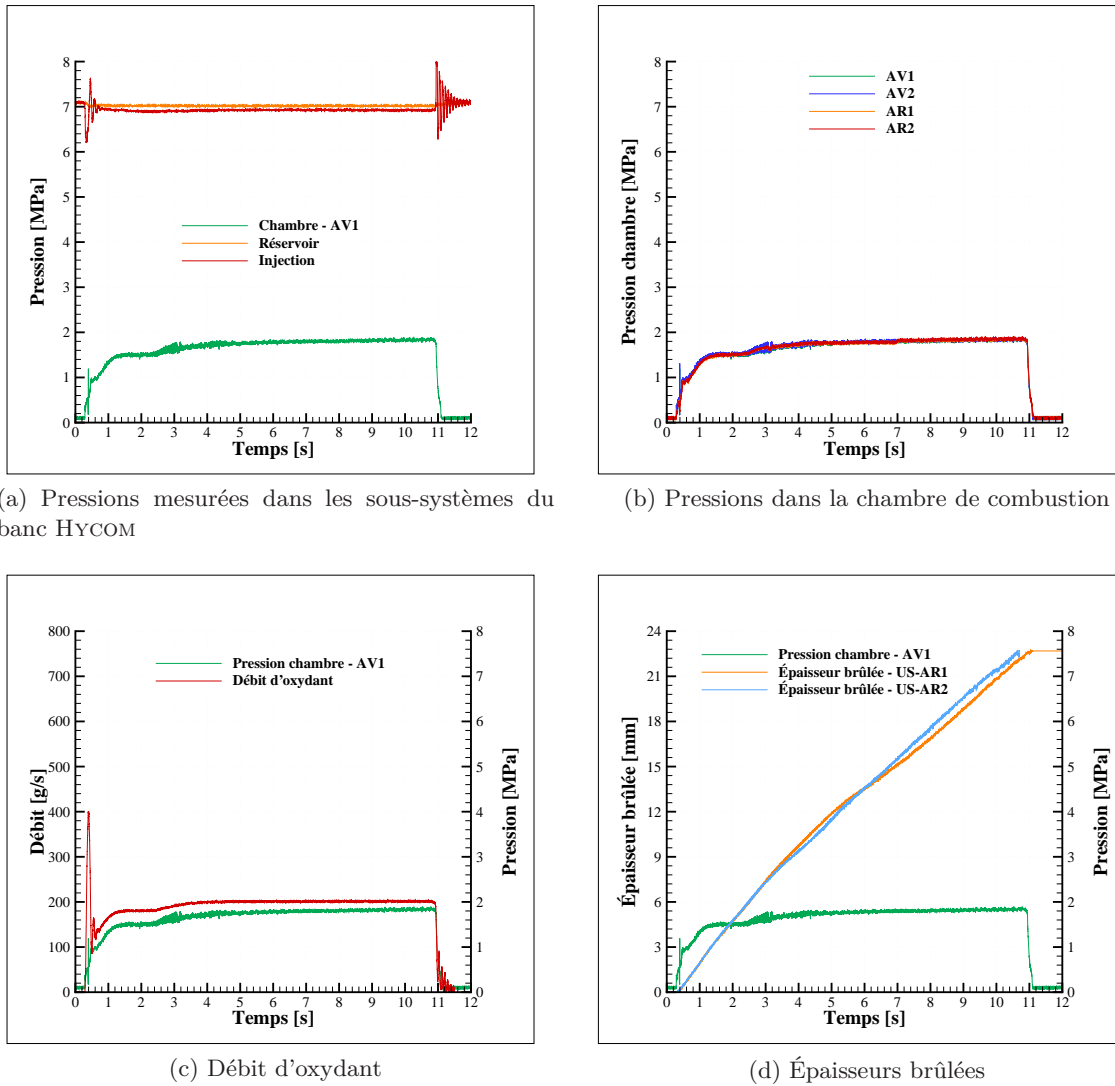 8
7
6
5
4
3
2
1
0
Pression [MPa]
Chambre - AV1
Réservoir
Injection
0 1 2 3 4 5 6 7 8 9 10 11 12
Temps [s]
(a) Pressions mesurées dans les sous-systèmes du
banc HYCOM
8
7
6
5
4
3
2
1
0
Pression chambre [MPa]
AV1
AV2
AR1
AR2
0 1 2 3 4 5 6 7 8 9 10 11 12
Temps [s]
(b) Pressions dans la chambre de combustion
800
700
600
500
400
300
200
100
0
Débit [g/s]
Pression chambre - AV1
Débit d'oxydant
8
7
6
5
4
3
2
1
0
Pression [MPa]
0 1 2 3 4 5 6 7 8 9 10 11 12
Temps [s]
(c) Débit d'oxydant
24
21
18
15
12
9
6
3
0
Épaisseur brûlée [mm]
Pression chambre - AV1
Épaisseur brûlée - US-AR1
Épaisseur brûlée - US-AR2
8
7
6
5
4
3
2
1
0
Pression [MPa]
0 1 2 3 4 5 6 7 8 9 10 11 12
Temps [s]
(d) Épaisseurs brûlées